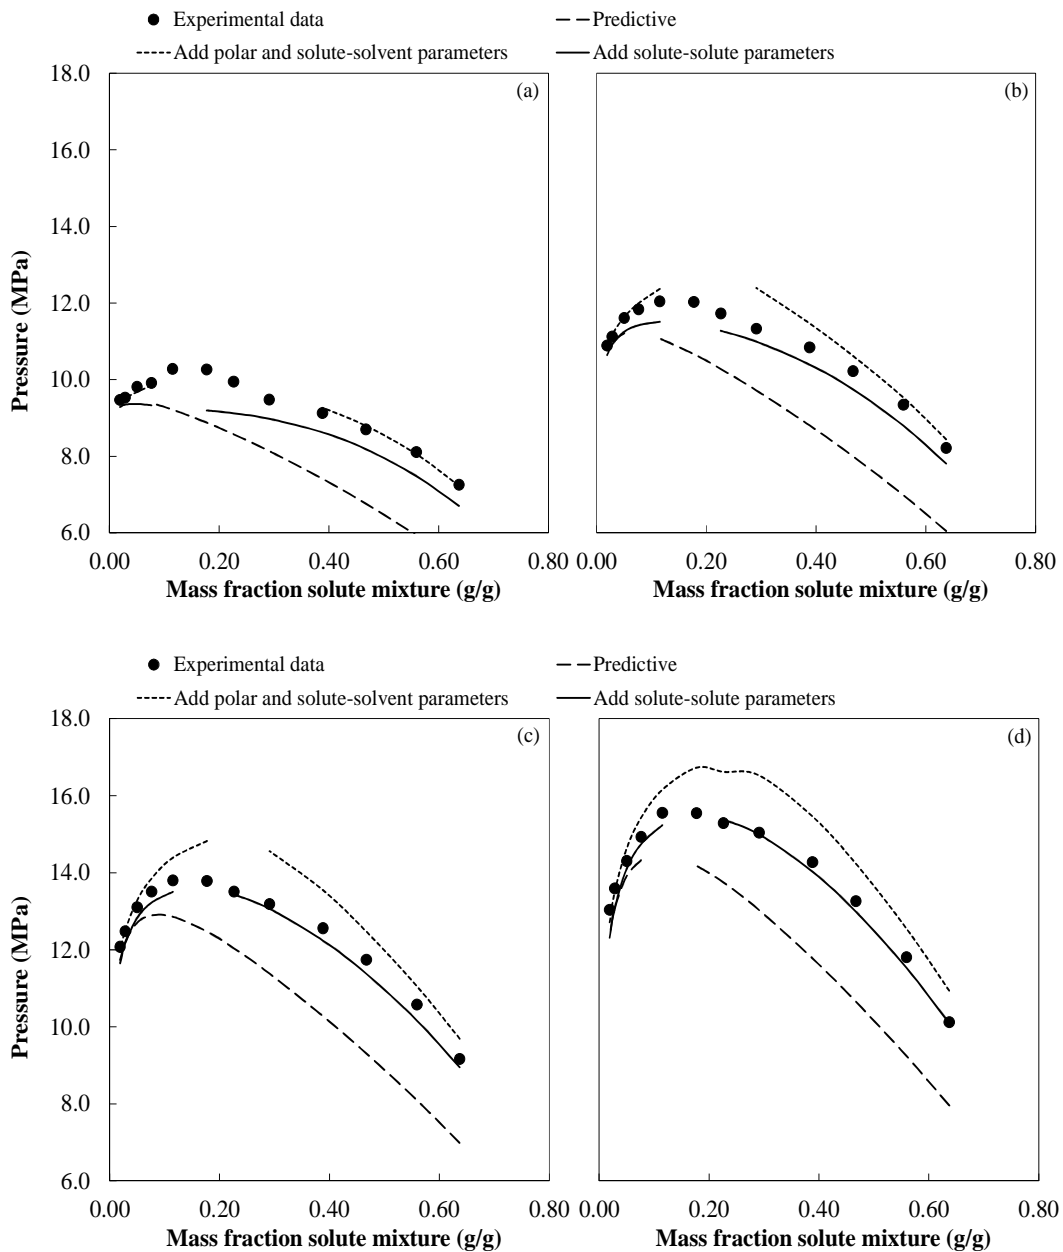 Experimental data
Predictive
Add polar and solute-solvent parameters
Add solute-solute parameters
18.0
16.0
14.0
12.0
10.0
8.0
6.0
Pressure (MPa)
(a)
0.00 0.20 0.40 0.60 0.80
Mass fraction solute mixture (g/g)
(b)
0.00 0.20 0.40 0.60 0.80
Mass fraction solute mixture (g/g)
Experimental data
Predictive
Add polar and solute-solvent parameters
Add solute-solute parameters
18.0
16.0
14.0
12.0
10.0
8.0
6.0
Pressure (MPa)
(c)
0.00 0.20 0.40 0.60 0.80
Mass fraction solute mixture (g/g)
(d)
0.00 0.20 0.40 0.60 0.80
Mass fraction solute mixture (g/g)